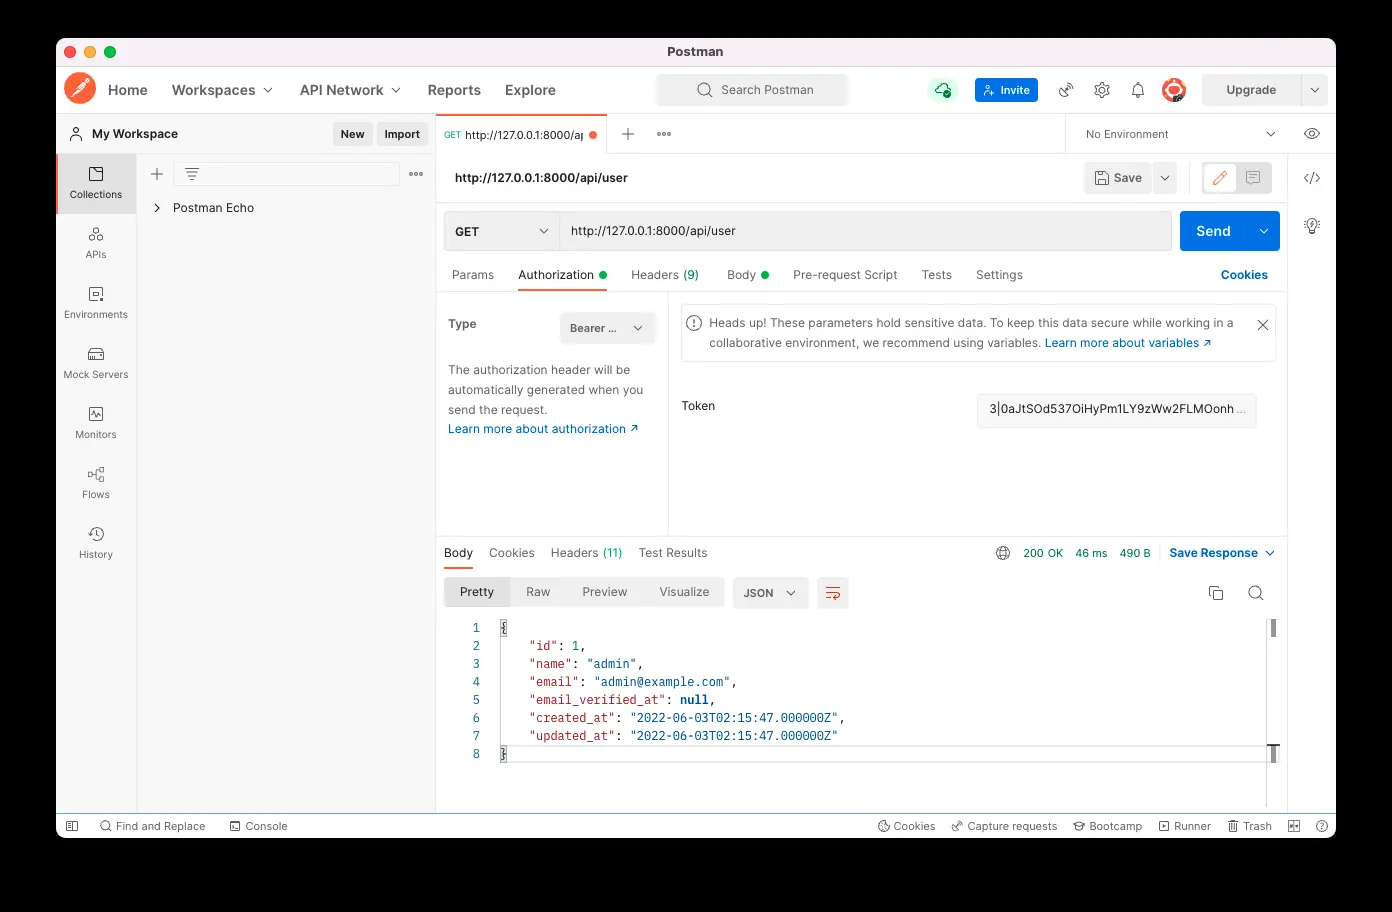 Postman
Home Workspaces API Network Reports Explore Search Postman Invite Upgrade
My Workspace New Import GET http://127.0.0.1:8000/ap No Environment
http://127.0.0.1:8000/api/user Save
Collections
Postman Echo
APIs
Environments
Mock Servers
Monitors
Flows
History
GET http://127.0.0.1:8000/api/user Send
Params Authorization Headers (9) Body Pre-request Script Tests Settings Cookies
Type Bearer ...
The authorization header will be
automatically generated when you
send the request.
Learn more about authorization ↗
Heads up! These parameters hold sensitive data. To keep this data secure while working in a
collaborative environment, we recommend using variables. Learn more about variables ↗
Token 3|0aJtSOd537OiHyPm1LY9zWw2FLMOonh ...
Body Cookies Headers (11) Test Results 200 OK 46 ms 490 B Save Response
Pretty Raw Preview Visualize JSON
1 {
2 "id": 1,
3 "name": "admin",
4 "email": "admin@example.com",
5 "email_verified_at": null,
6 "created_at": "2022-06-03T02:15:47.000000Z",
7 "updated_at": "2022-06-03T02:15:47.000000Z"
8 }
Find and Replace Console Cookies Capture requests Bootcamp Runner Trash